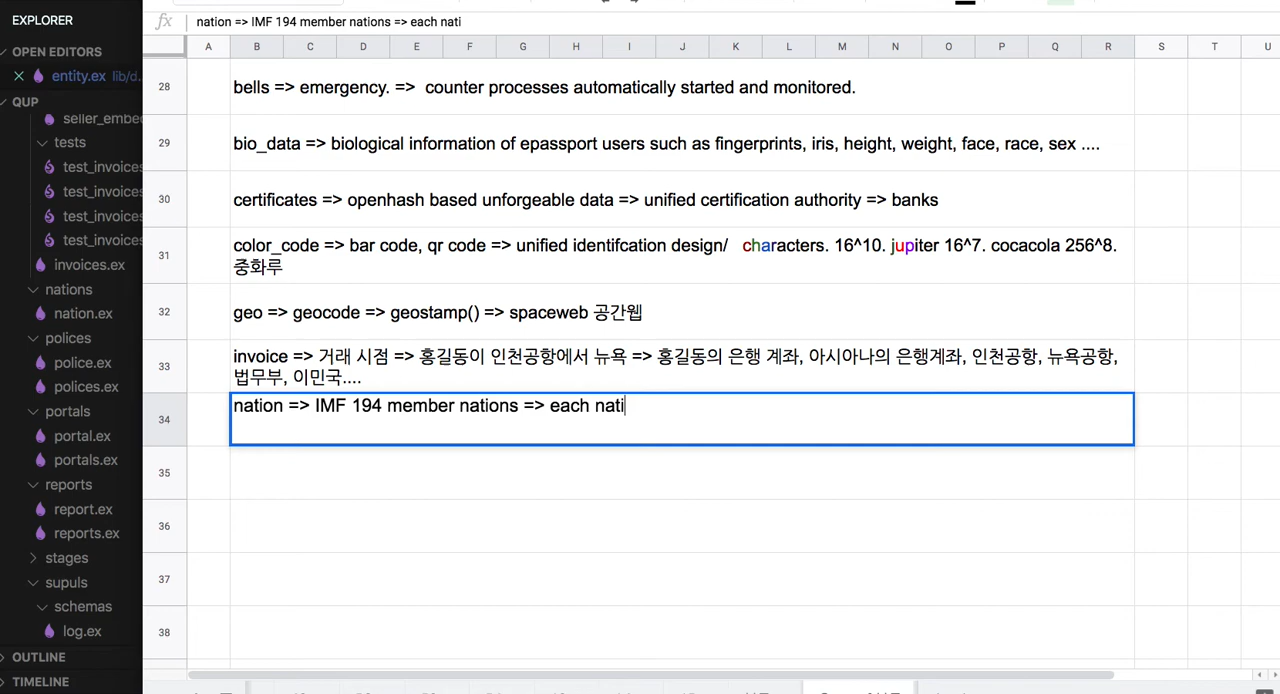 EXPLORER
OPEN EDITORS
entity.ex lib/d...
QUP
seller_embed
tests
test_invoices
test_invoices
test_invoices
test_invoices
invoices.ex
nations
nation.ex
polices
police.ex
polices.ex
portals
portal.ex
portals.ex
reports
report.ex
reports.ex
stages
supuls
schemas
log.ex
OUTLINE
TIMELINE
fx nation => IMF 194 member nations => each nati
A B C D E F G H I J K L M N O P Q R S T U
28 bells => emergency. => counter processes automatically started and monitored.
29 bio_data => biological information of epassport users such as fingerprints, iris, height, weight, face, race, sex ....
30 certificates => openhash based unforgeable data => unified certification authority => banks
31 color_code => bar code, qr code => unified identifcation design/ characters. 16^10. jupiter 16^7. cocacola 256^8.
중화루
32 geo => geocode => geostamp() => spaceweb 공간웹
33 invoice => 거래 시점 => 홍길동이 인천공항에서 뉴욕 => 홍길동의 은행 계좌, 아시아나의 은행계좌, 인천공항, 뉴욕공항,
법무부, 이민국....
34 nation => IMF 194 member nations => each nati
35
36
37
38